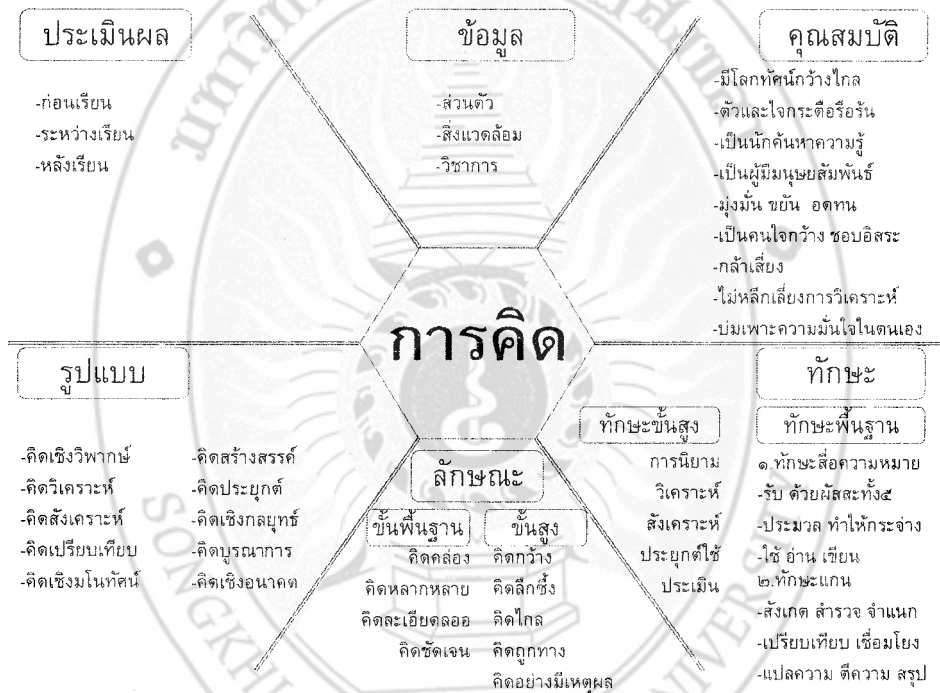 ประเมินผล
-ก่อนเรียน
-ระหว่างเรียน
-หลังเรียน
ข้อมูล
-ส่วนตัว
-สิ่งแวดล้อม
-วิชาการ
คุณสมบัติ
-มีโลกทัศน์กว้างไกล
-ตัวและใจกระตือรือร้น
-เป็นนักค้นหาความรู้
-เป็นผู้มีมนุษยสัมพันธ์
-มุ่งมั่น ขยัน อดทน
-เป็นคนใจกว้าง ชอบอิสระ
-กล้าเสี่ยง
-ไม่หลีกเลี่ยงการวิเคราะห์
-บ่มเพาะความมั่นใจในตนเอง
การคิด
รูปแบบ
-คิดเชิงวิพากษ์
-คิดวิเคราะห์
-คิดสังเคราะห์
-คิดเปรียบเทียบ
-คิดเชิงมโนทัศน์
-คิดสร้างสรรค์
-คิดประยุกต์
-คิดเชิงกลยุทธ์
-คิดบูรณาการ
-คิดเชิงอนาคต
ลักษณะ
ขั้นพื้นฐาน
คิดคล่อง
คิดหลากหลาย
คิดละเอียดลออ
คิดชัดเจน
ขั้นสูง
คิดกว้าง
คิดลึกซึ้ง
คิดไกล
คิดถูกทาง
คิดอย่างมีเหตุผล
ทักษะ
ทักษะขั้นสูง
การนิยาม
วิเคราะห์
สังเคราะห์
ประยุกต์ใช้
ประเมิน
ทักษะพื้นฐาน
๑.ทักษะสื่อความหมาย
-รับ ด้วยผัสสะทั้ง๕
-ประมวล ทำให้กระจ่าง
-ใช้ อ่าน เขียน
๒.ทักษะแกน
-สังเกต สำรวจ จำแนก
-เปรียบเทียบ เชื่อมโยง
-แปลความ ตีความ สรุป